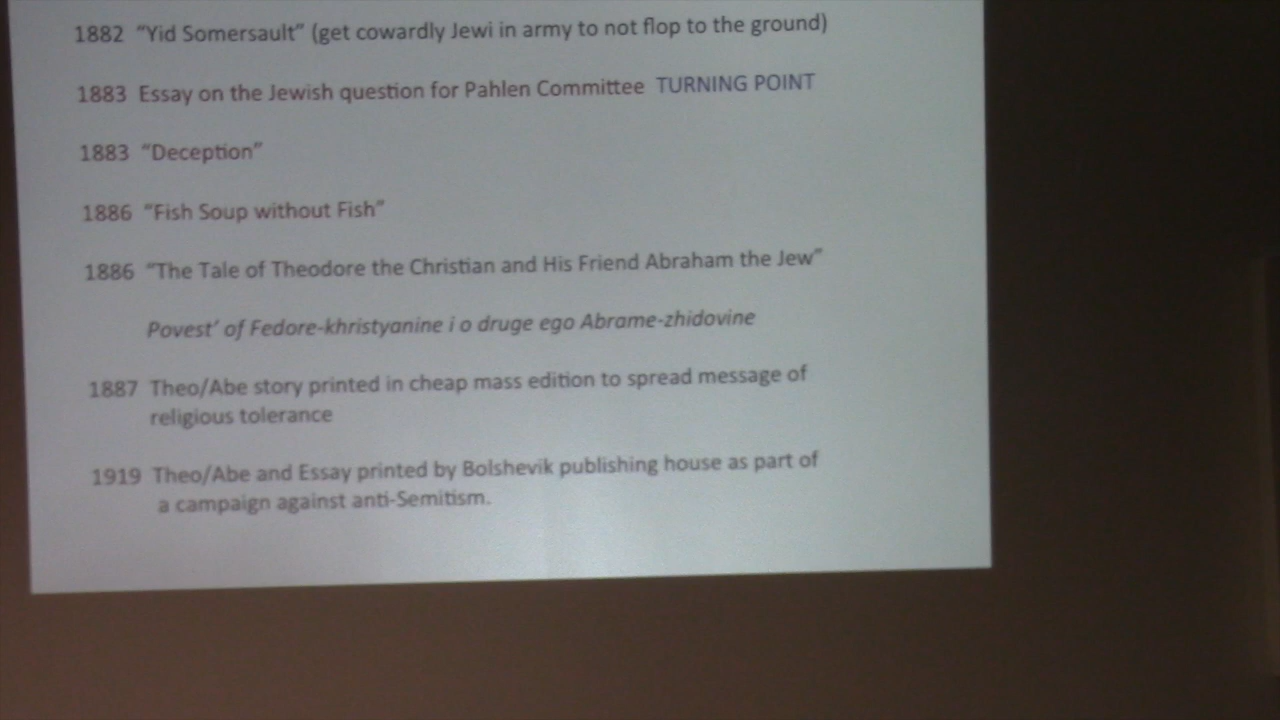 1882 “Yid Somersault” (get cowardly Jewi in army to not flop to the ground)
1883 Essay on the Jewish question for Pahlen Committee TURNING POINT
1883 “Deception”
1886 “Fish Soup without Fish”
1886 “The Tale of Theodore the Christian and His Friend Abraham the Jew”
Povest’ of Fedore-khristyanine i o druge ego Abrame-zhidovine
1887 Theo/Abe story printed in cheap mass edition to spread message of
religious tolerance
1919 Theo/Abe and Essay printed by Bolshevik publishing house as part of
a campaign against anti-Semitism.